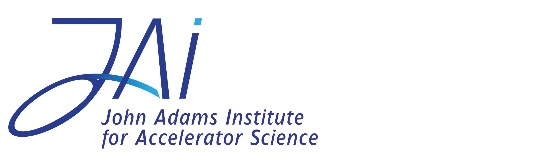 JAi
John Adams Institute
for Accelerator Science